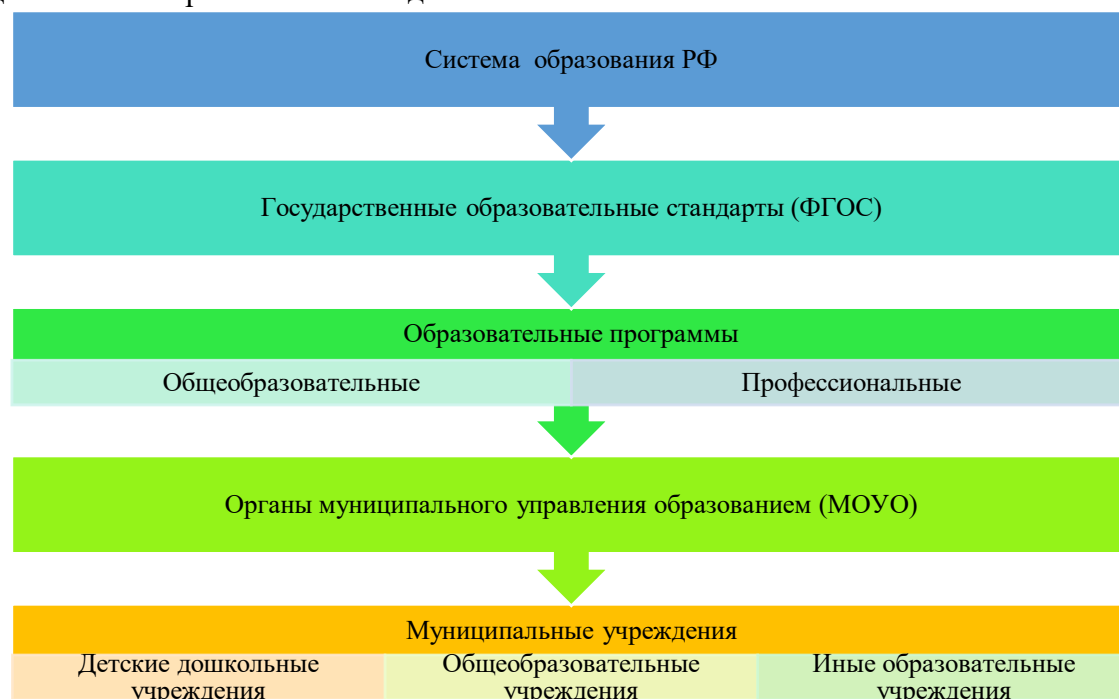 Система образования РФ
Государственные образовательные стандарты (ФГОС)
Образовательные программы
Общеобразовательные Профессиональные
Органы муниципального управления образованием (МОУО)
Муниципальные учреждения
Детские дошкольные Общеобразовательные Иные образовательные
учреждения учреждения учреждения